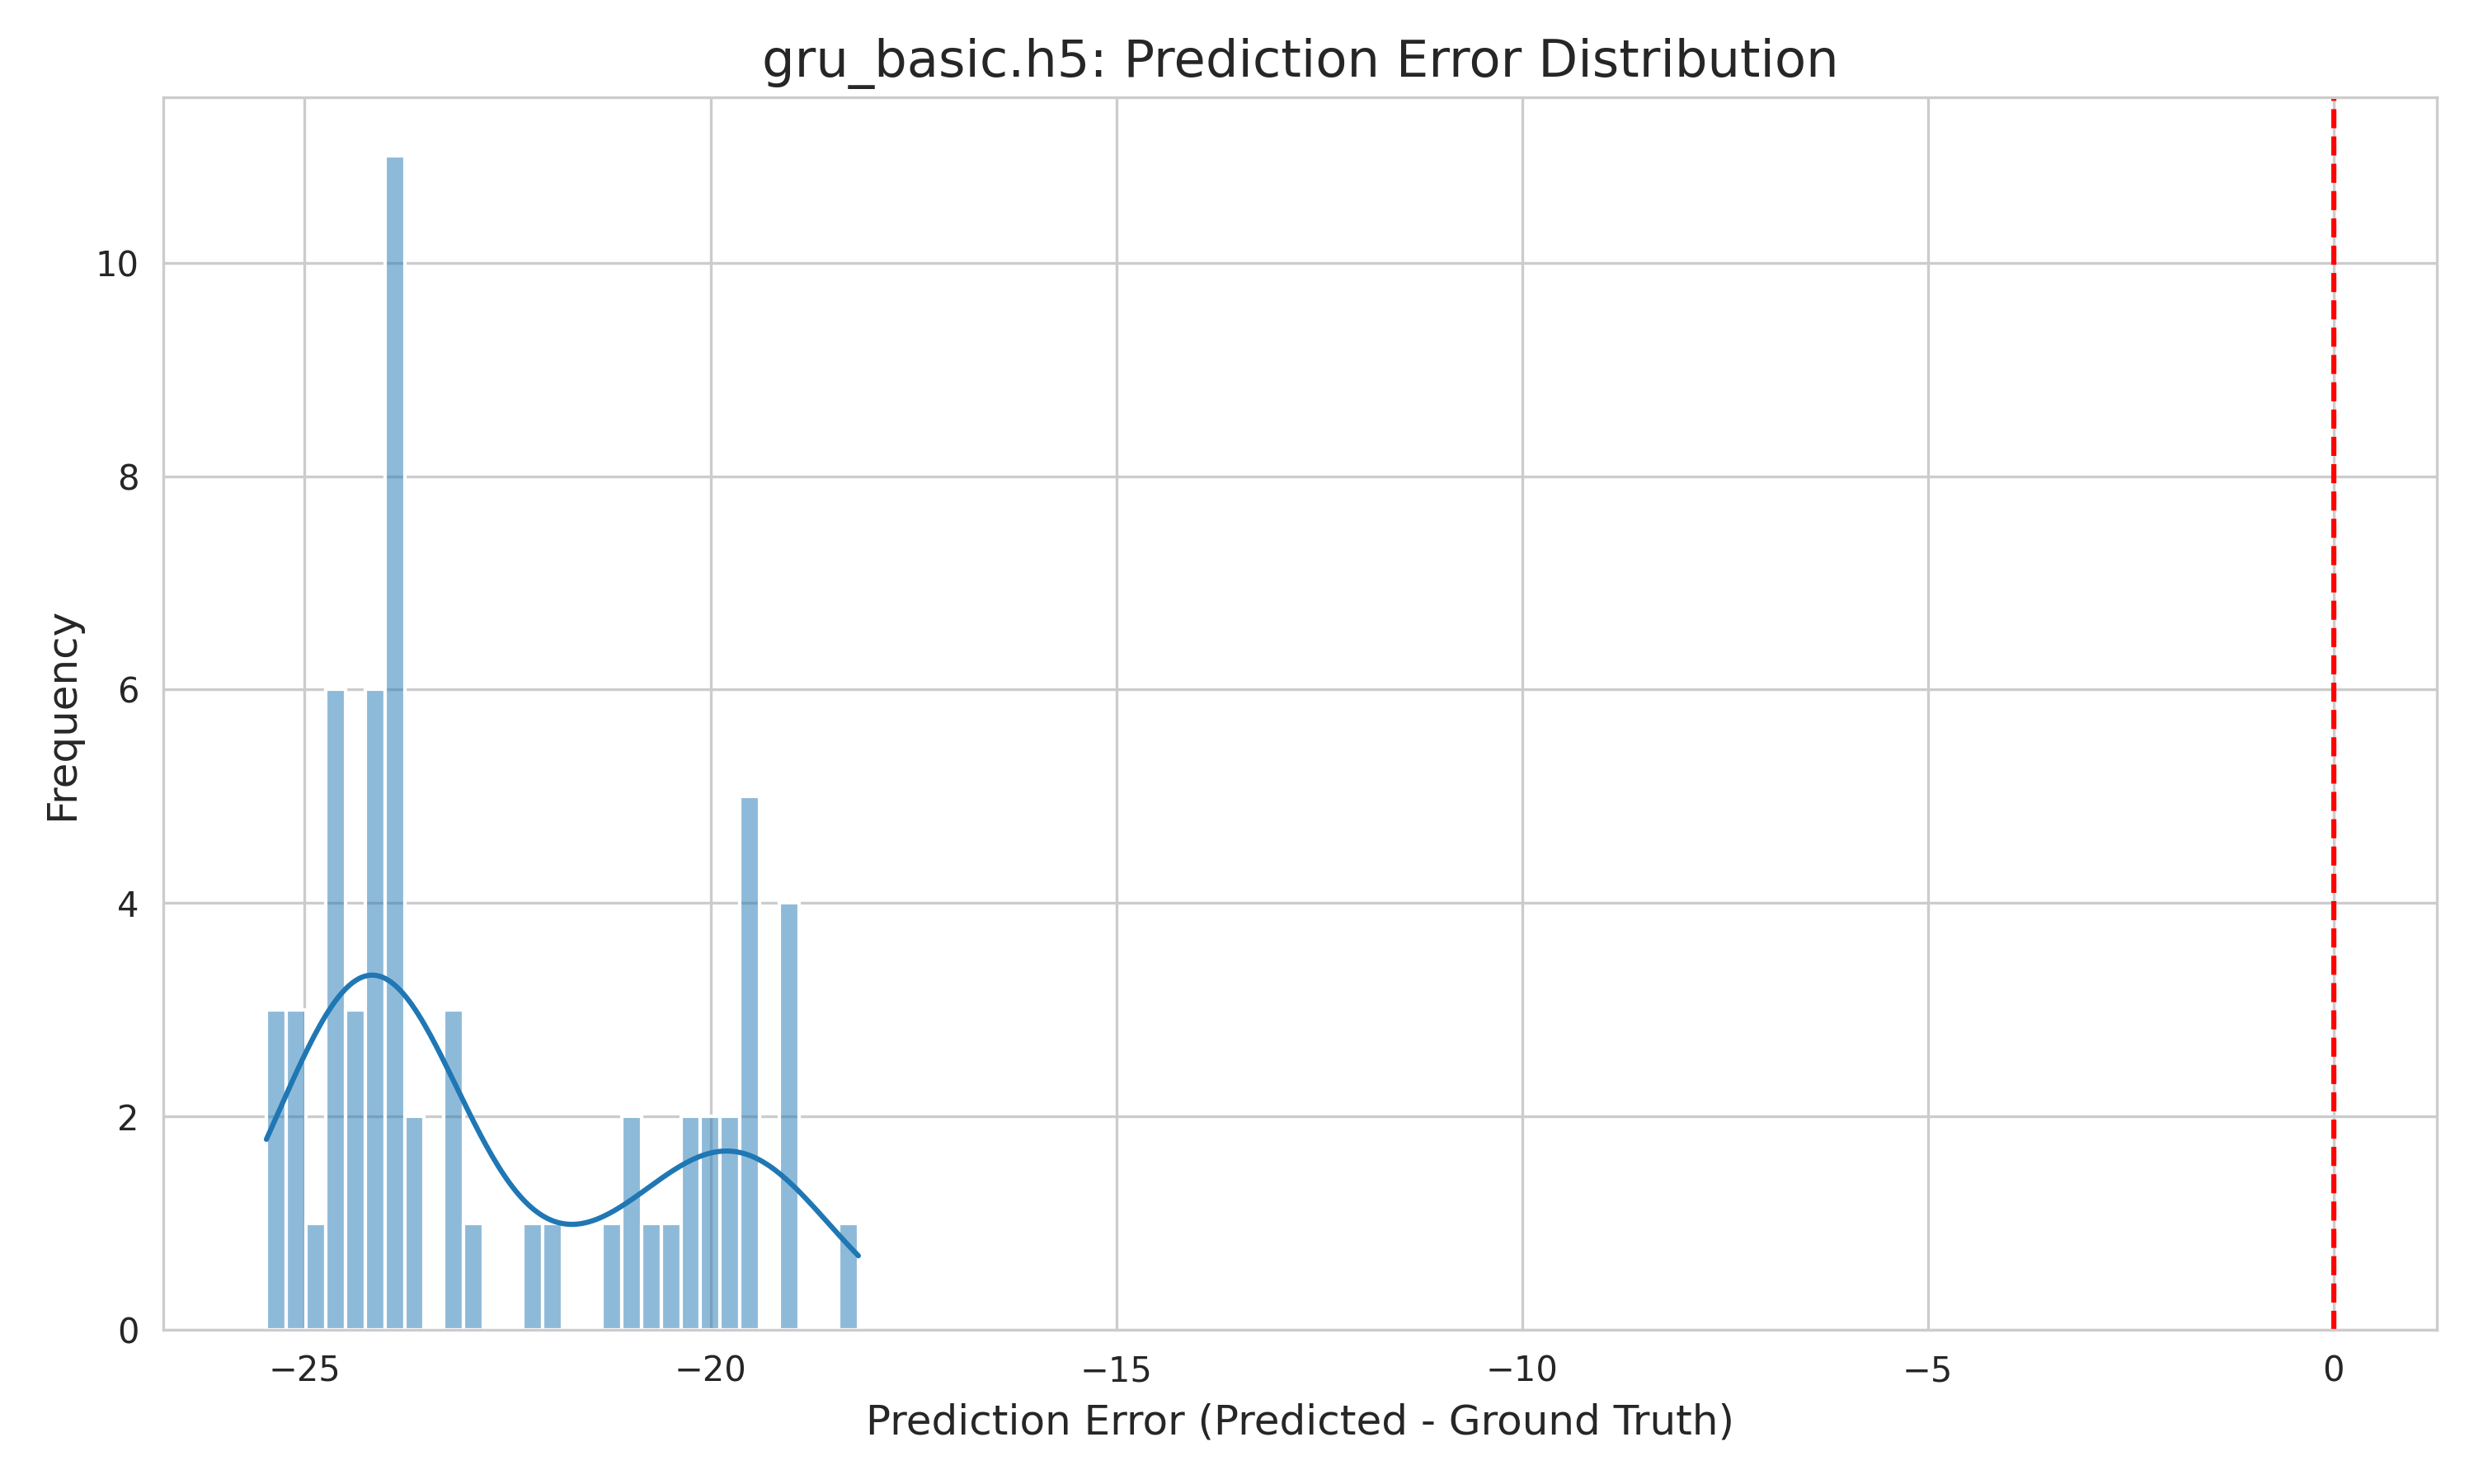 gru_basic.h5: Prediction Error Distribution
Frequency
10
8
6
4
2
0
−25 −20 −15 −10 −5 0
Prediction Error (Predicted - Ground Truth)